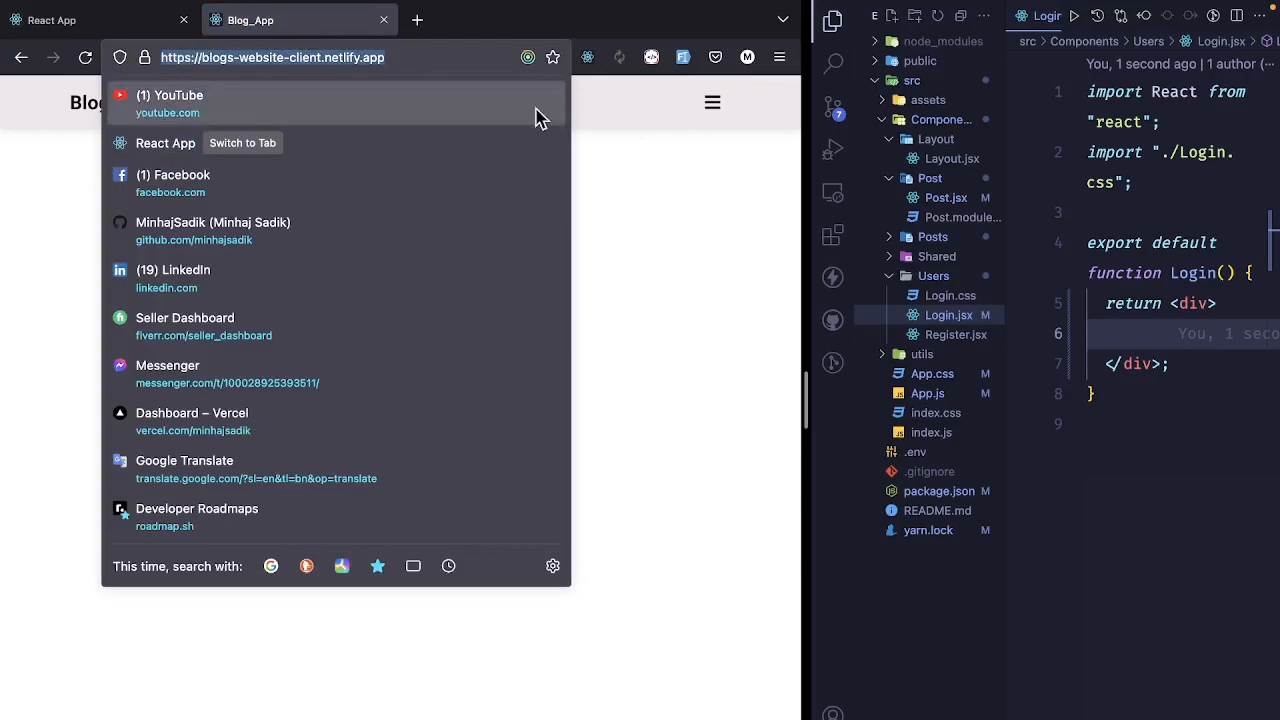 React App
Blog_App
https://blogs-website-client.netlify.app
M
Blo
(1) YouTube
youtube.com
React App Switch to Tab
(1) Facebook
facebook.com
MinhajSadik (Minhaj Sadik)
github.com/minhajsadik
(19) LinkedIn
linkedin.com
Seller Dashboard
fiverr.com/seller_dashboard
Messenger
messenger.com/t/100028925393511/
Dashboard – Vercel
vercel.com/minhajsadik
Google Translate
translate.google.com/?sl=en&tl=bn&op=translate
Developer Roadmaps
roadmap.sh
This time, search with:
E
node_modules
public
src
assets
Compone...
Layout
Layout.jsx
Post
Post.jsx M
Post.module...
Posts
Shared
Users
Login.css
Login.jsx M
Register.jsx
utils
App.css M
App.js M
index.css
index.js
.env
.gitignore
package.json M
README.md
yarn.lock M
7
Login
src > Components > Users > Login.jsx > L
You, 1 second ago | 1 author (···
1 import React from
"react";
2 import "./Login.
css";
3
4 export default
function Login() {
5 return <div>
6 You, 1 seco
7 </div>;
8 }
9